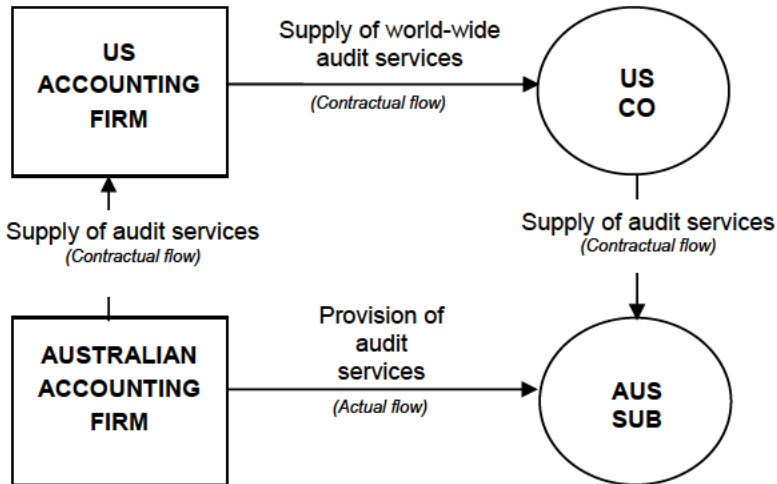 US
ACCOUNTING
FIRM
Supply of world-wide
audit services
(Contractual flow)
US
CO
Supply of audit services
(Contractual flow)
Supply of audit services
(Contractual flow)
AUSTRALIAN
ACCOUNTING
FIRM
Provision of
audit
services
(Actual flow)
AUS
SUB